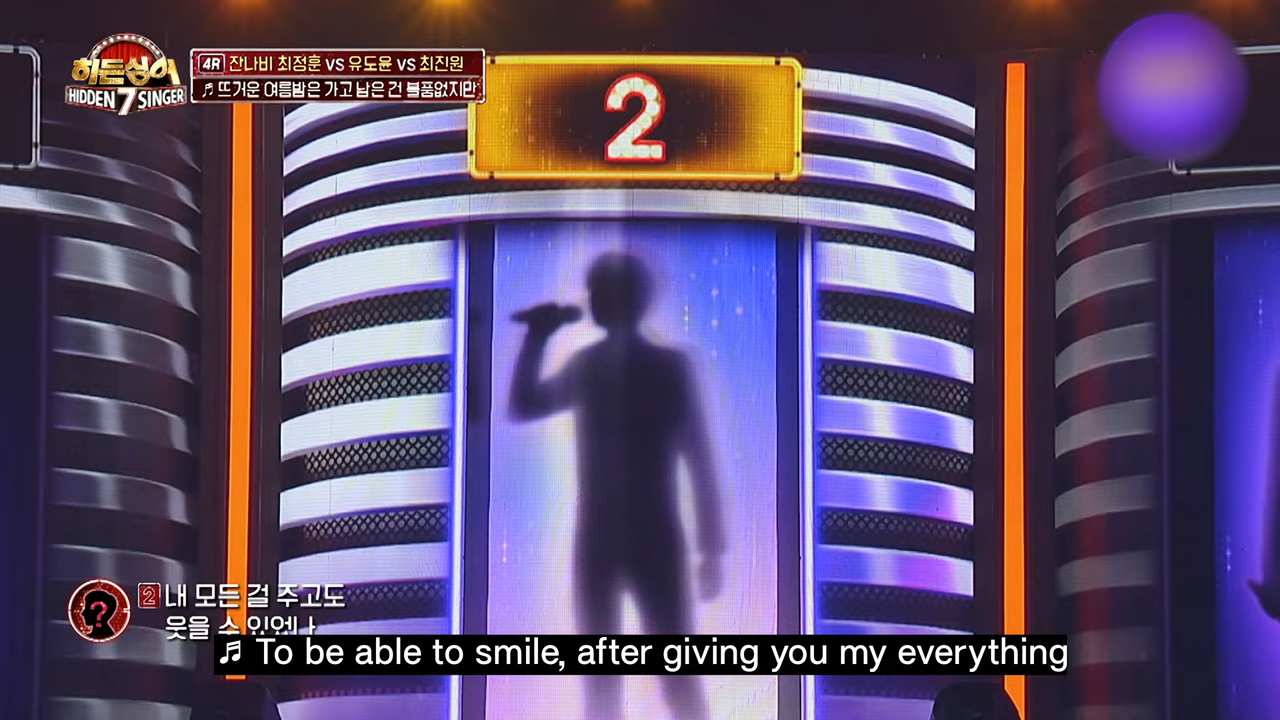 히든싱어
HIDDEN 7 SINGER
4R 잔나비 최정훈 VS 유도윤 VS 최진원
♬ 뜨거운 여름밤은 가고 남은 건 볼품없지만
2
2 내 모든 걸 주고도
웃을 수
♬ To be able to smile, after giving you my everything